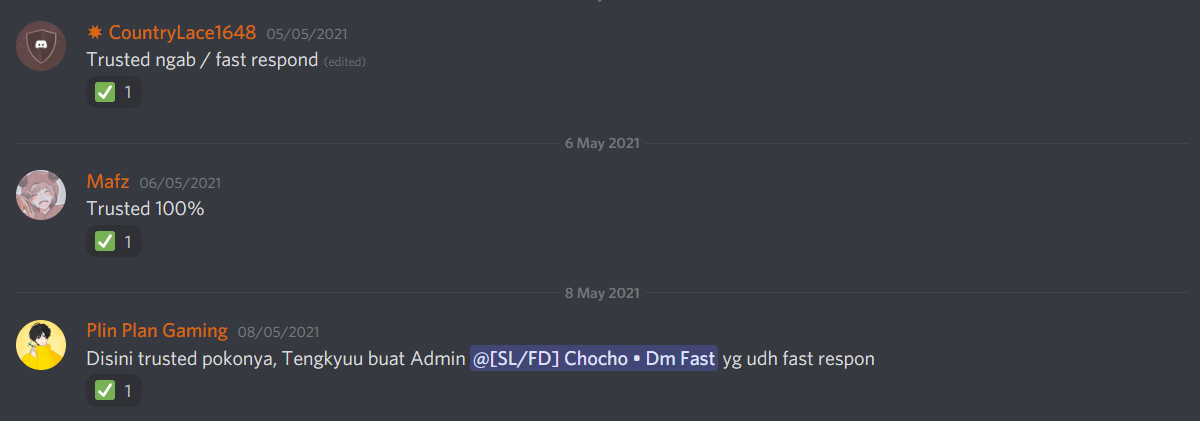 ✸ CountryLace1648 05/05/2021
Trusted ngab / fast respond (edited)
✅ 1
6 May 2021
Mafz 06/05/2021
Trusted 100%
✅ 1
8 May 2021
Plin Plan Gaming 08/05/2021
Disini trusted pokonya, Tengkyuu buat Admin @[SL/FD] Chocho • Dm Fast yg udh fast respon
✅ 1